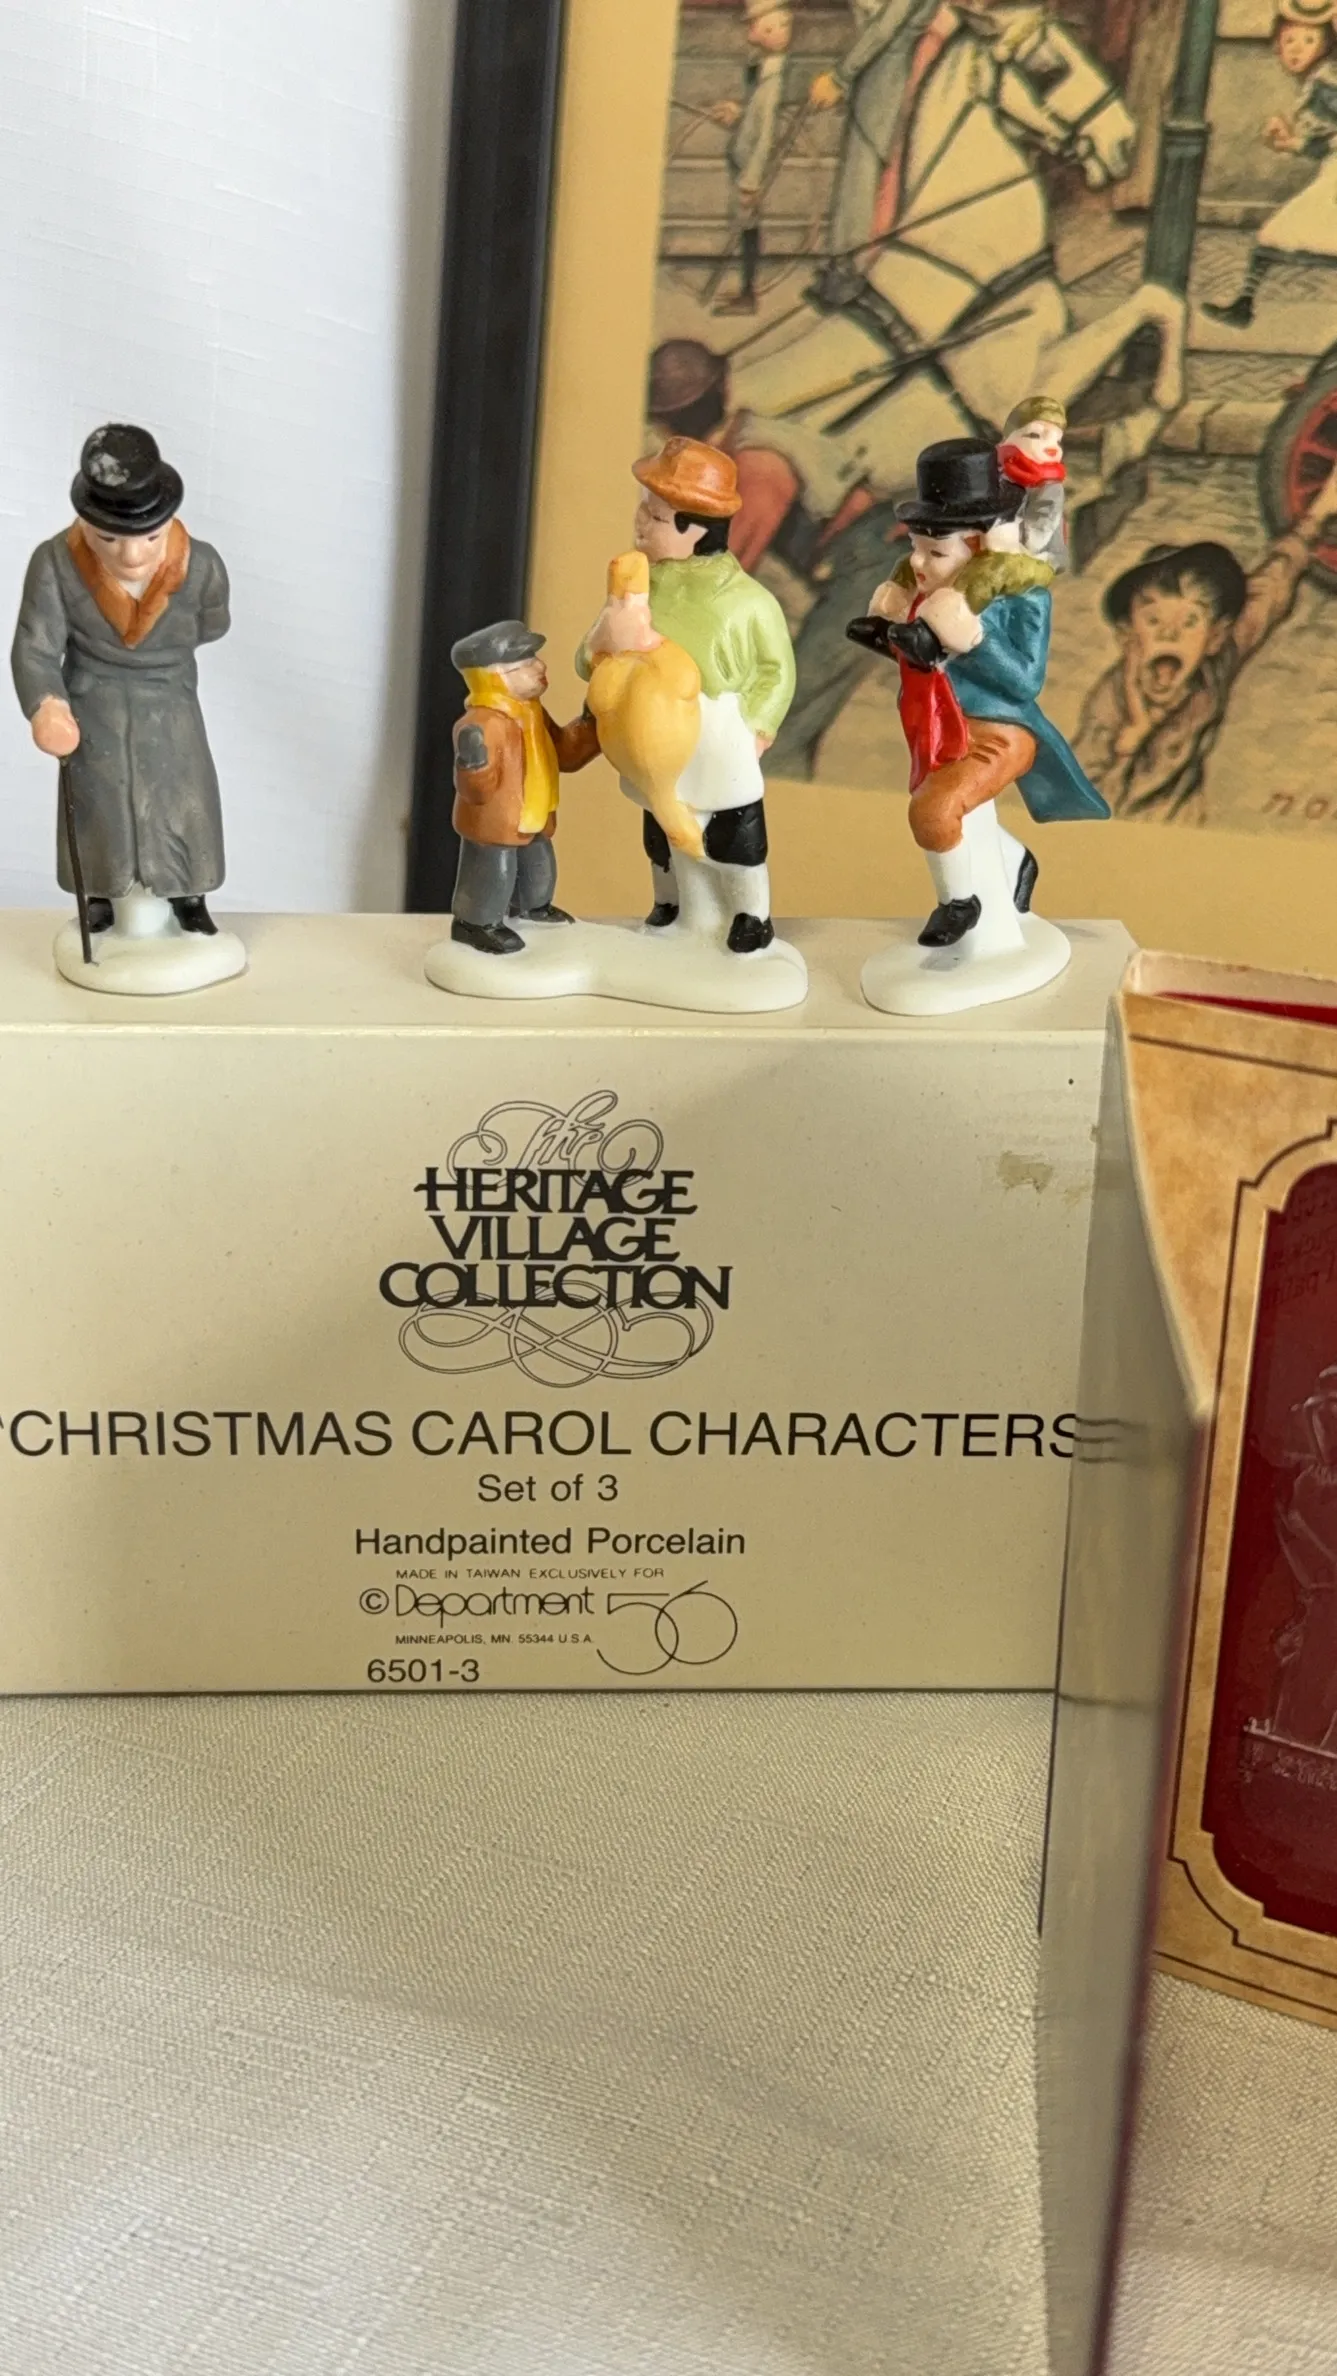 no
The
HERITAGE
VILLAGE
COLLECTION
"CHRISTMAS CAROL CHARACTERS
Set of 3
Handpainted Porcelain
MADE IN TAIWAN EXCLUSIVELY FOR
© Department 56
MINNEAPOLIS, MN. 55344 U.S.A.
6501-3